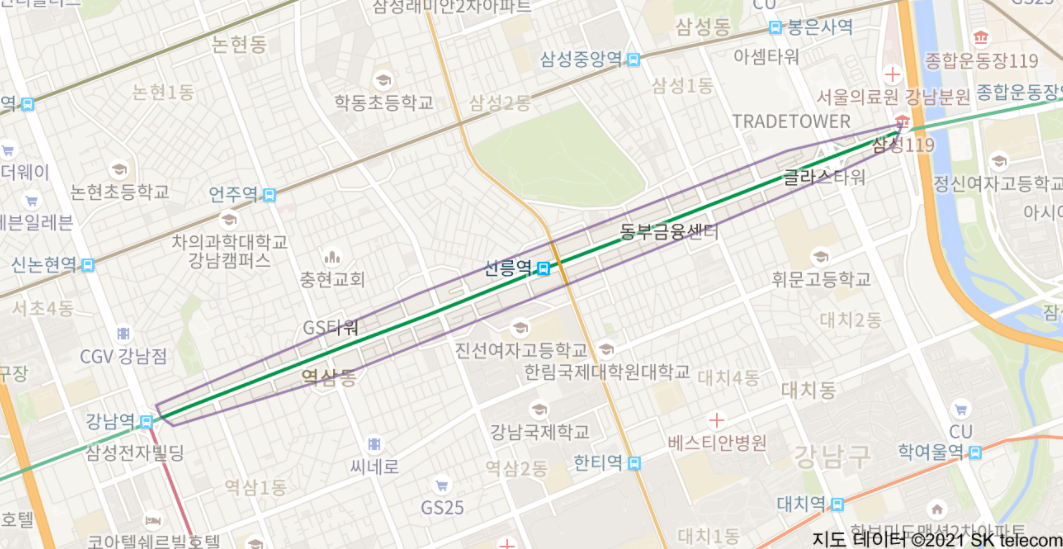 삼성래미안2차아파트
CU
GS25
논현동
삼성동
봉은사역
삼성중앙역
아셈타워
종합운동장119
논현1동
학동초등학교
삼성2동
삼성1동
서울의료원 강남분원
종합운동장역
역
TRADETOWER
더웨이
삼성119
논현초등학교
언주역
글라스타워
정신여자고등학교
세븐일레븐
아시아
차의과학대학교
강남캠퍼스
동부금융센터
신논현역
충현교회
선릉역
휘문고등학교
서초4동
GS타워
대치2동
CGV 강남점
진선여자고등학교
구장
역삼동
한림국제대학원대학교
대치4동
대치동
강남역
강남국제학교
CU
삼성전자빌딩
베스티안병원
씨네로
역삼2동
한티역
강남구
학여울역
역삼1동
GS25
대치역
호텔
코아텔쉐르빌호텔
대치1동
지도 데이터 ©2021 SK telecom